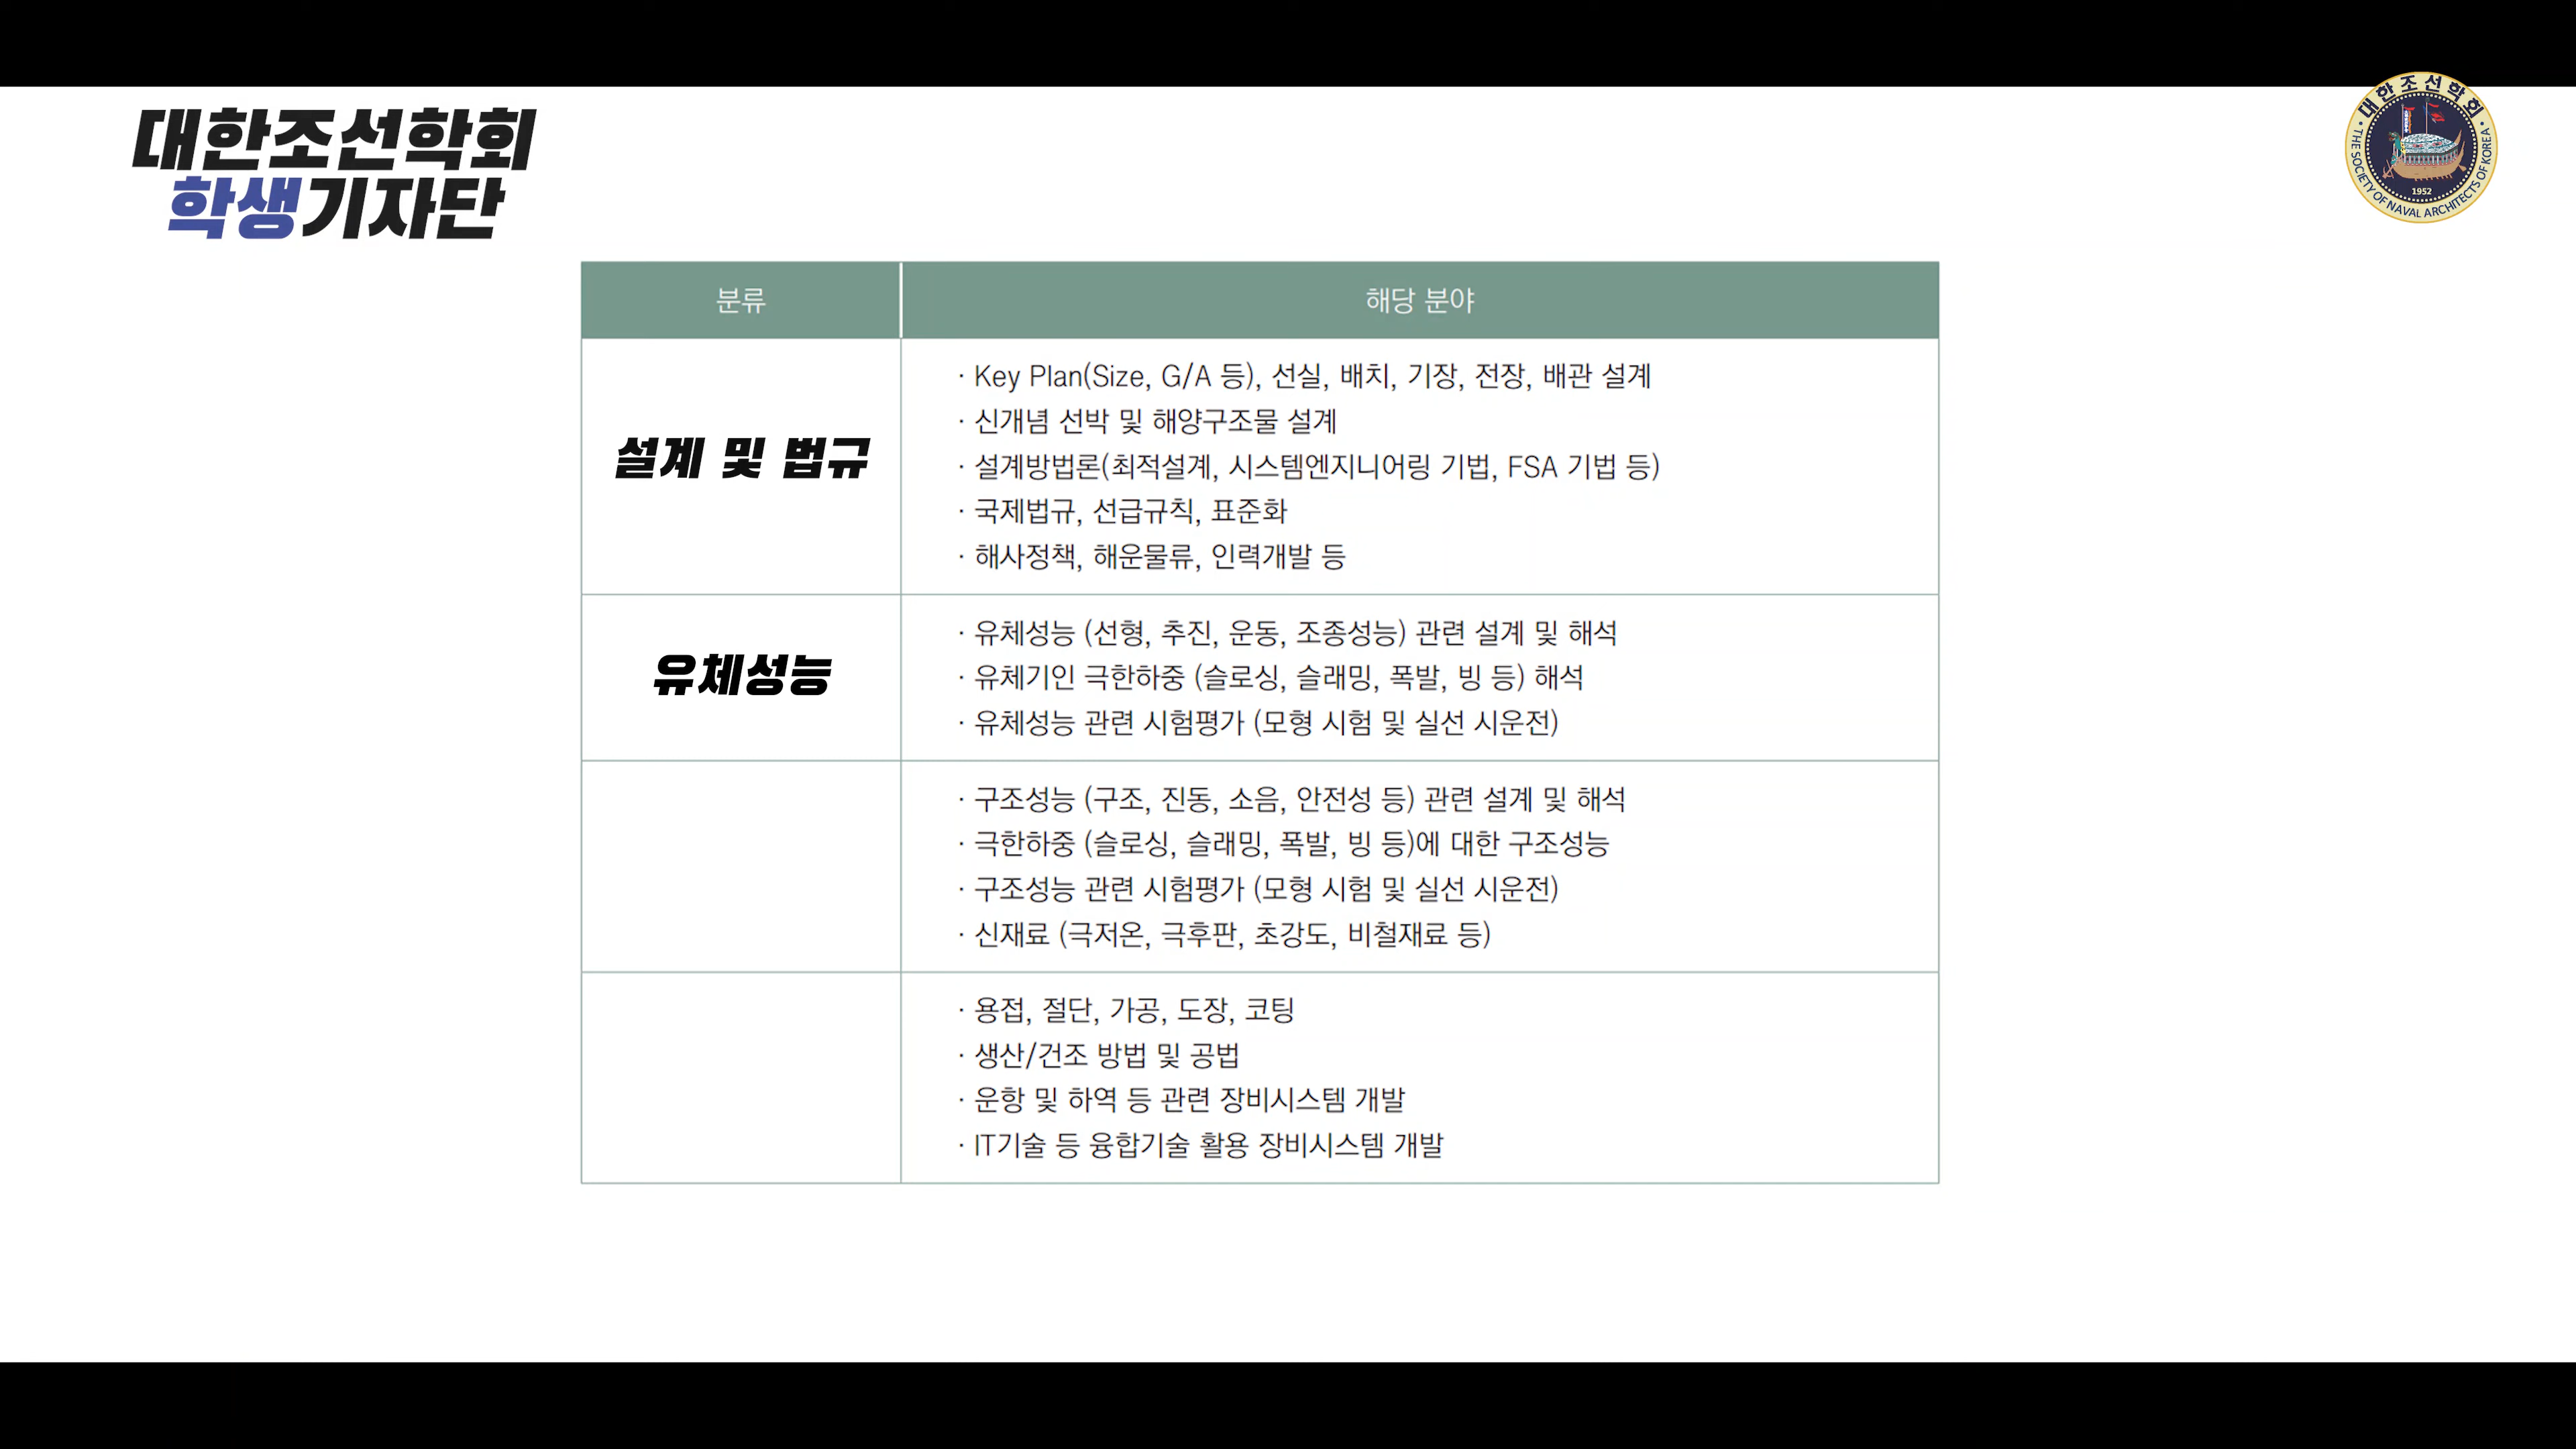 대한조선학회
학생기자단
대한조선학회
THE SOCIETY OF NAVAL ARCHITECTS OF KOREA
1952
분류
해당 분야
설계 및 법규
· Key Plan(Size, G/A 등), 선실, 배치, 기장, 전장, 배관 설계
· 신개념 선박 및 해양구조물 설계
· 설계방법론(최적설계, 시스템엔지니어링 기법, FSA 기법 등)
· 국제법규, 선급규칙, 표준화
· 해사정책, 해운물류, 인력개발 등
유체성능
· 유체성능 (선형, 추진, 운동, 조종성능) 관련 설계 및 해석
· 유체기인 극한하중 (슬로싱, 슬래밍, 폭발, 빙 등) 해석
· 유체성능 관련 시험평가 (모형 시험 및 실선 시운전)
· 구조성능 (구조, 진동, 소음, 안전성 등) 관련 설계 및 해석
· 극한하중 (슬로싱, 슬래밍, 폭발, 빙 등)에 대한 구조성능
· 구조성능 관련 시험평가 (모형 시험 및 실선 시운전)
· 신재료 (극저온, 극후판, 초강도, 비철재료 등)
· 용접, 절단, 가공, 도장, 코팅
· 생산/건조 방법 및 공법
· 운항 및 하역 등 관련 장비시스템 개발
· IT기술 등 융합기술 활용 장비시스템 개발